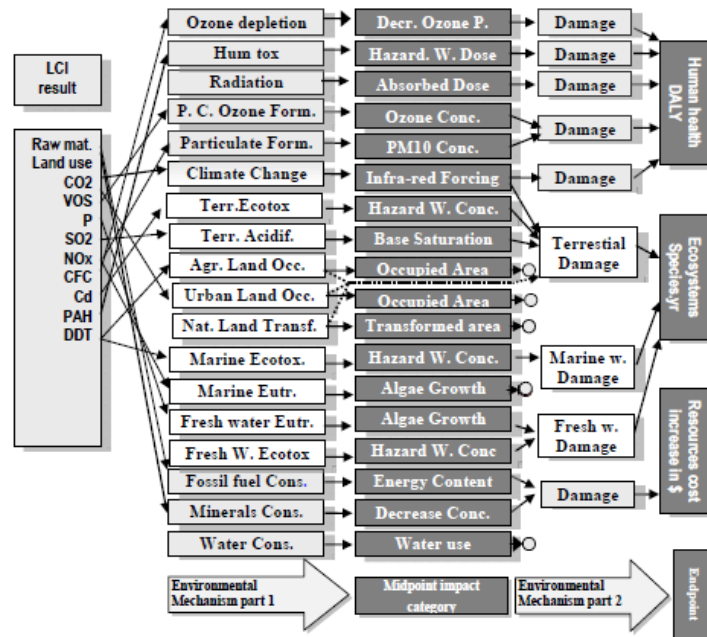 LCI
result
Raw mat.
Land use
CO2
VOS
P
SO2
NOx
CFC
Cd
PAH
DDT
Ozone depletion
Hum tox
Radiation
P. C. Ozone Form.
Particulate Form.
Climate Change
Terr.Ecotox
Terr. Acidif.
Agr. Land Occ.
Urban Land Occ.
Nat. Land Transf.
Marine Ecotox.
Marine Eutr.
Fresh water Eutr.
Fresh W. Ecotox
Fossil fuel Cons.
Minerals Cons.
Water Cons.
Decr. Ozone P.
Hazard. W. Dose
Absorbed Dose
Ozone Conc.
PM10 Conc.
Infra-red Forcing
Hazard W. Conc.
Base Saturation
Occupied Area
Occupied Area
Transformed area
Hazard W. Conc.
Algae Growth
Algae Growth
Hazard W. Conc
Energy Content
Decrease Conc.
Water use
Damage
Damage
Damage
Damage
Damage
Terrestial
Damage
Marine w.
Damage
Fresh w.
Damage
Damage
Human health
DALY
Ecosystems
Species.yr
Resources cost
increase in $
Environmental
Mechanism part 1
Midpoint impact
category
Environmental
Mechanism part 2
Endpoint